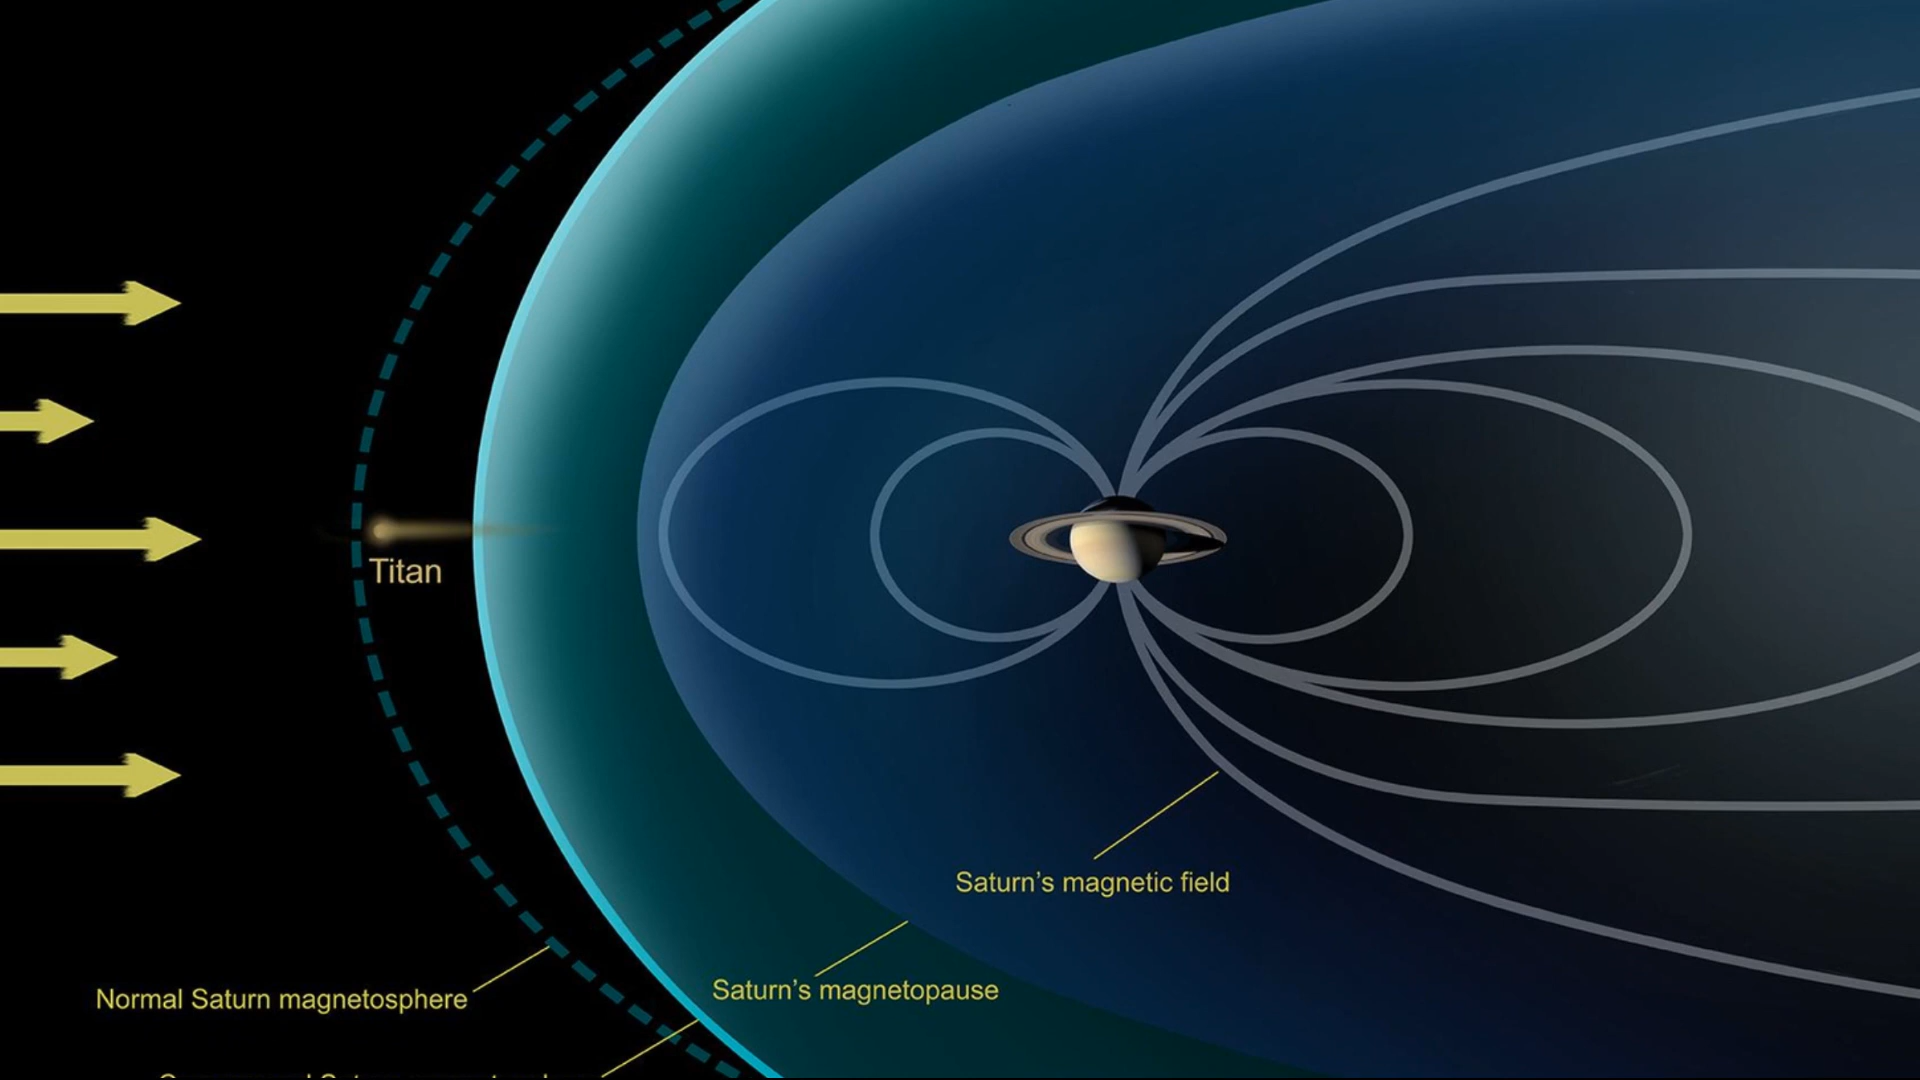 Titan
Saturn's magnetic field
Saturn's magnetopause
Normal Saturn magnetosphere